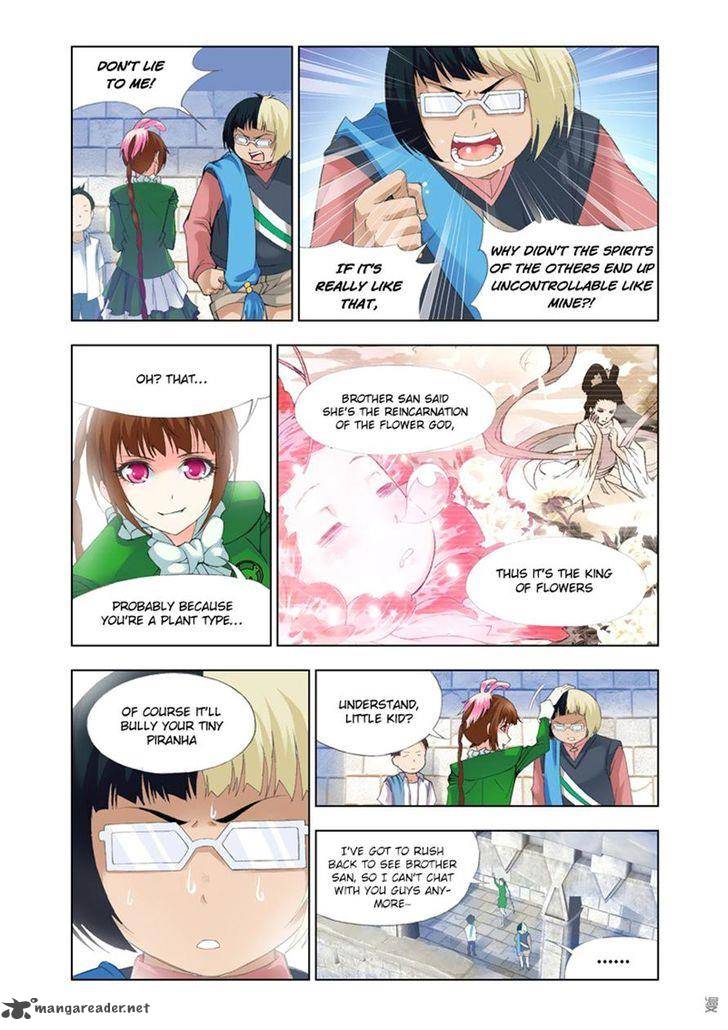 DON'T LIE
TO ME!
IF IT'S
REALLY LIKE
THAT,
WHY DIDN'T THE SPIRITS
OF THE OTHERS END UP
UNCONTROLLABLE LIKE
MINE?!
OH? THAT...
PROBABLY BECAUSE
YOU'RE A PLANT TYPE...
BROTHER SAN SAID
SHE'S THE REINCARNATION
OF THE FLOWER GOD,
THUS IT'S THE KING
OF FLOWERS
OF COURSE IT'LL
BULLY YOUR TINY
PIRANHA
UNDERSTAND,
LITTLE KID?
I'VE GOT TO RUSH
BACK TO SEE BROTHER
SAN, SO I CAN'T CHAT
WITH YOU GUYS ANY-
MORE~
......
mangareader.net
漫